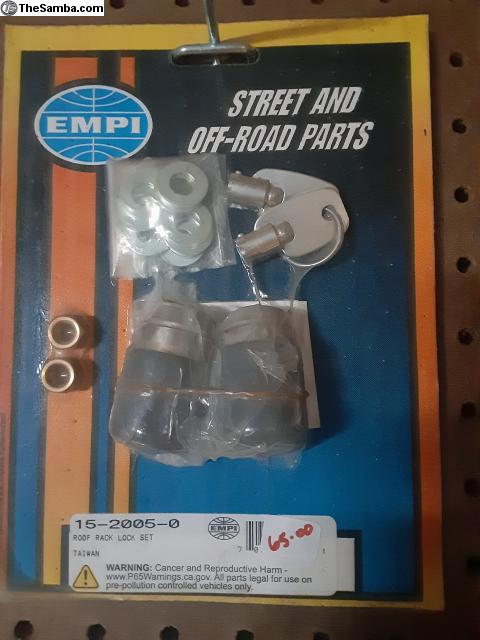 TheSamba.com
EMPI
STREET AND
OFF-ROAD PARTS
15-2005-0
EMPI
ROOF RACK LOCK SET
65.00
TAIWAN
WARNING: Cancer and Reproductive Harm -
www.P65Warnings.ca.gov. All parts legal for use on
pre-pollution controlled vehicles only.